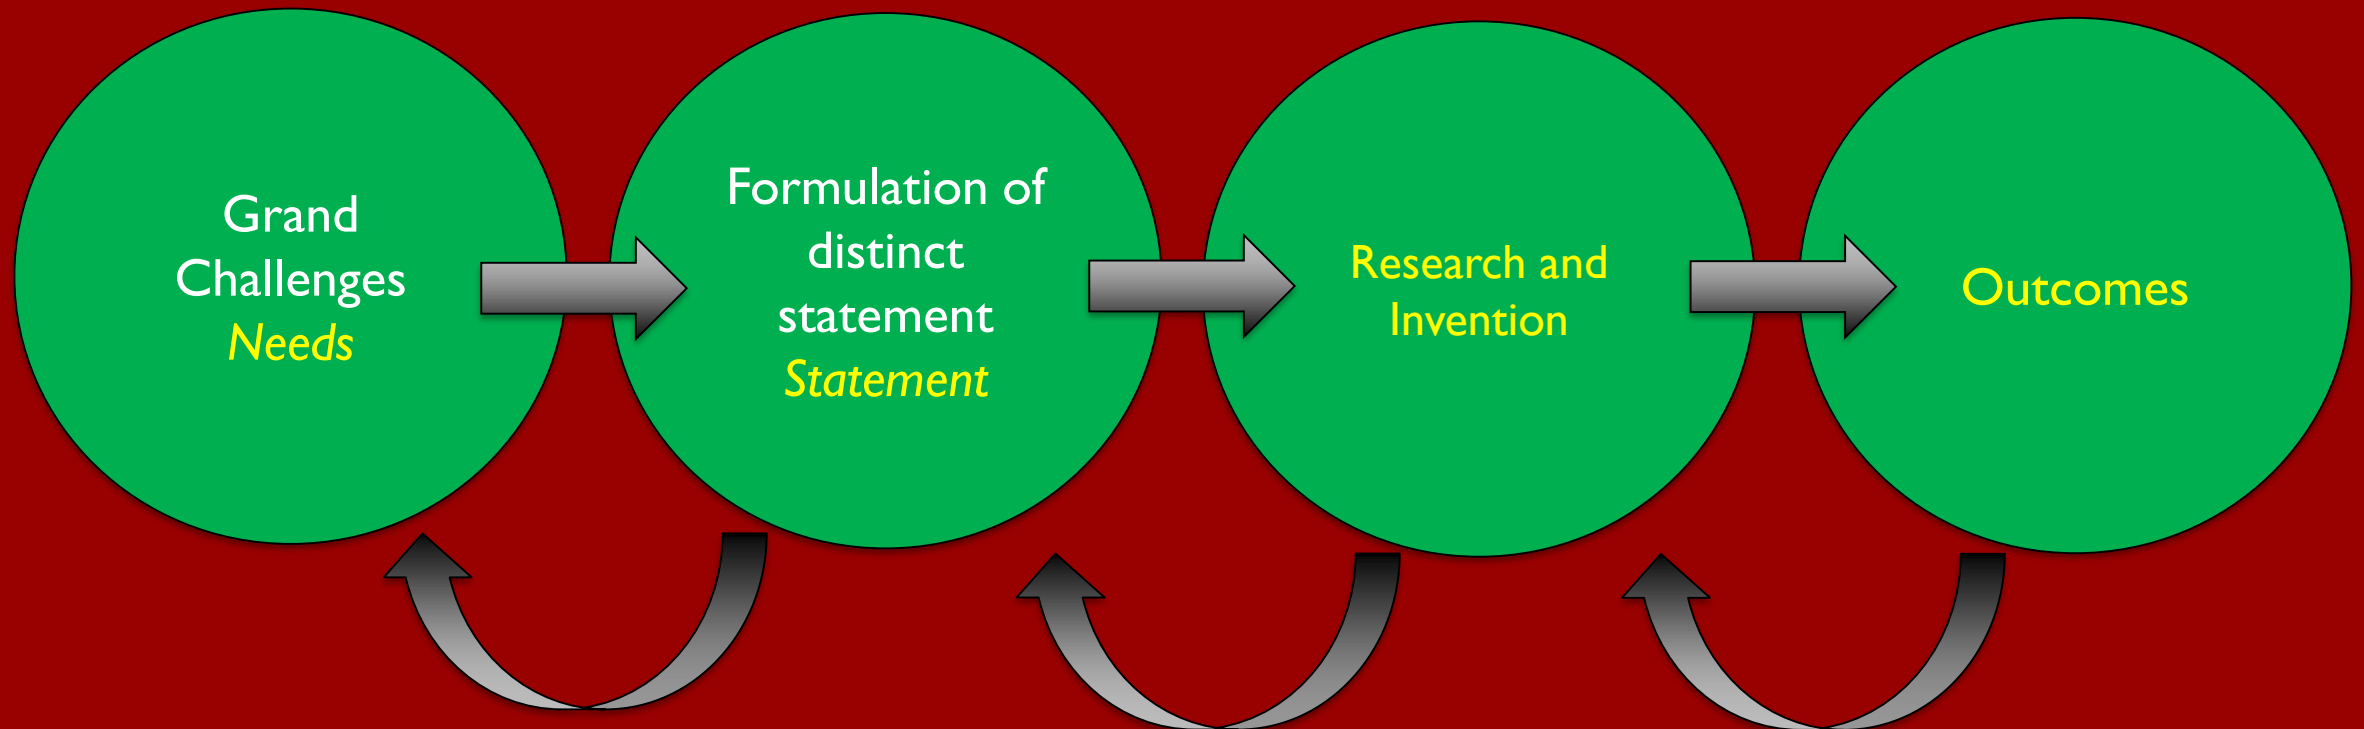 Grand
Challenges
Needs
Formulation of
distinct
statement
Statement
Research and
Invention
Outcomes